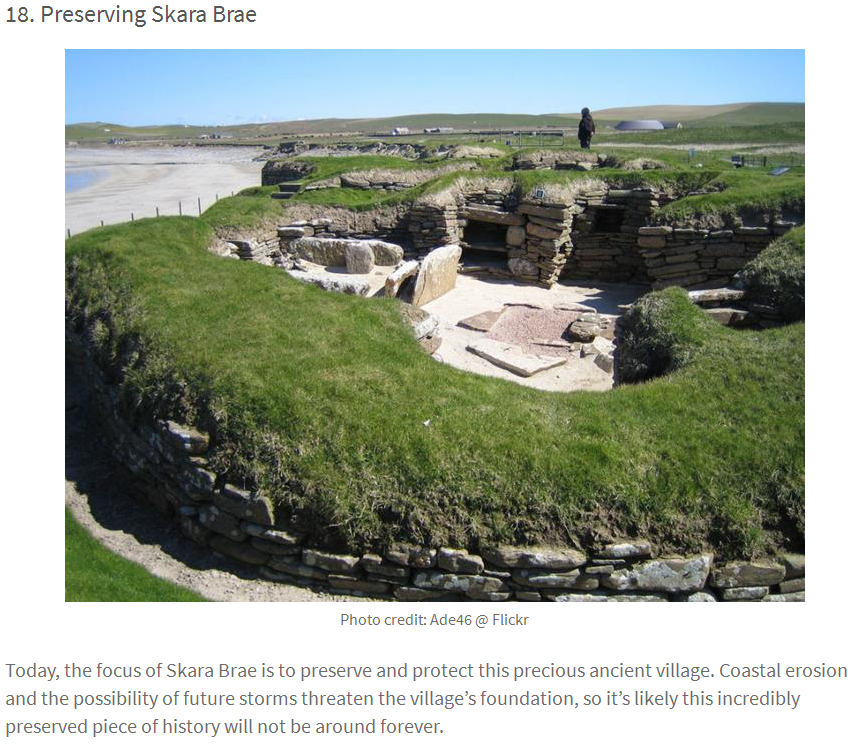 18. Preserving Skara Brae
Photo credit: Ade46 @ Flickr
Today, the focus of Skara Brae is to preserve and protect this precious ancient village. Coastal erosion
and the possibility of future storms threaten the village’s foundation, so it’s likely this incredibly
preserved piece of history will not be around forever.